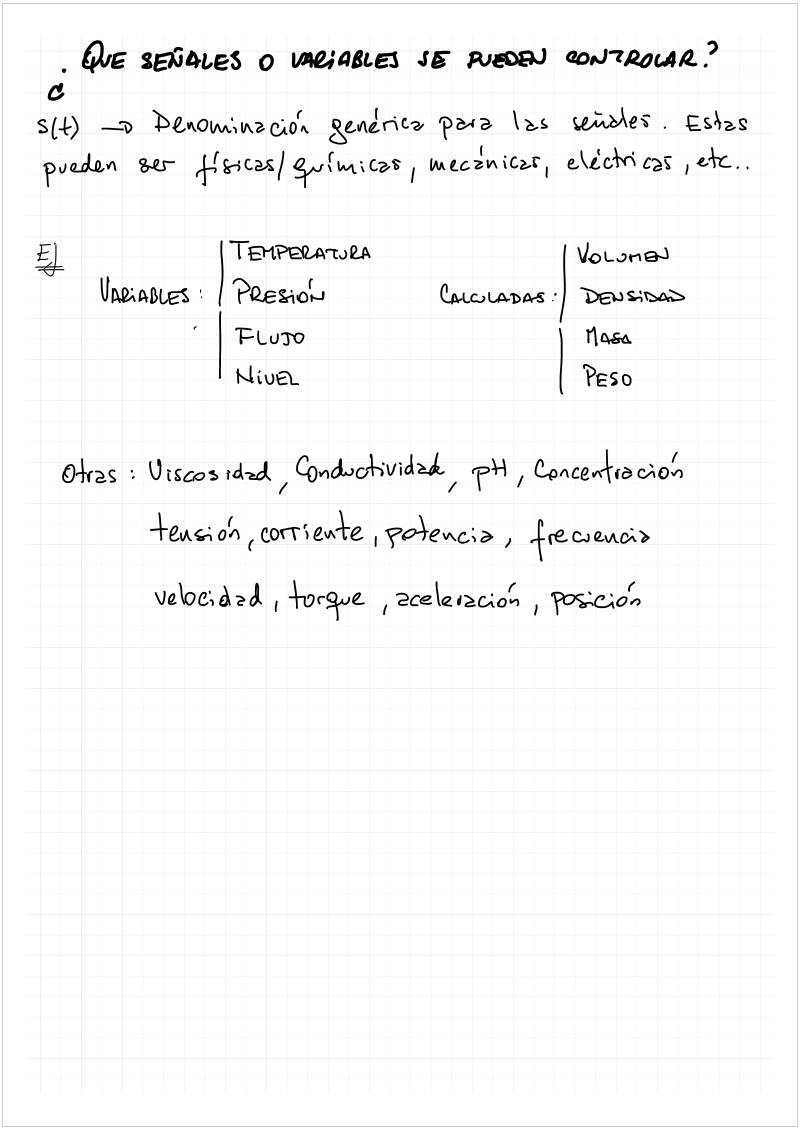 ¿QUE SEÑALES O VARIABLES SE PUEDEN CONTROLAR?
s(t) → Denominación genérica para las señales. Estas
pueden ser físicas/químicas, mecánicas, eléctricas, etc..
Ej
VARIABLES: | TEMPERATURA
PRESIÓN
FLUJO
NIVEL
CALCULADAS: | VOLUMEN
DENSIDAD
MASA
PESO
Otras: Viscosidad, Conductividad, pH, Concentración
tensión, corriente, potencia, frecuencia
velocidad, torque, aceleración, posición